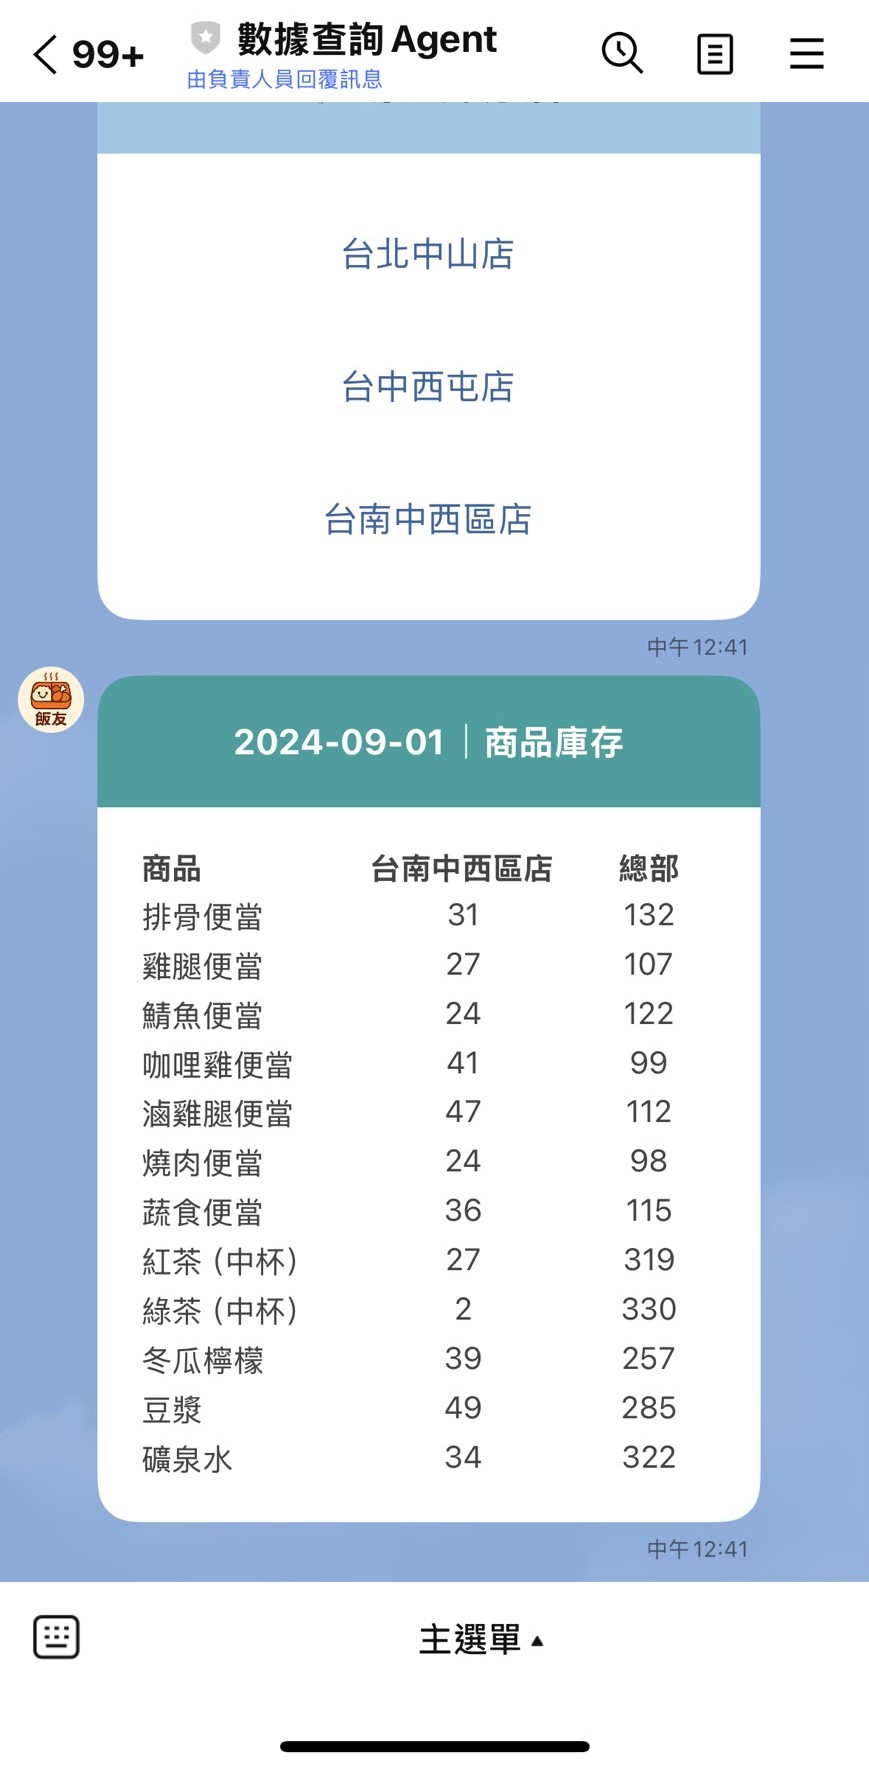 99+
數據查詢 Agent
由負責人員回覆訊息
台北中山店
台中西屯店
台南中西區店
中午12:41
飯友
2024-09-01｜商品庫存
商品 台南中西區店 總部
排骨便當 31 132
雞腿便當 27 107
鯖魚便當 24 122
咖哩雞便當 41 99
滷雞腿便當 47 112
燒肉便當 24 98
蔬食便當 36 115
紅茶（中杯） 27 319
綠茶（中杯） 2 330
冬瓜檸檬 39 257
豆漿 49 285
礦泉水 34 322
中午12:41
主選單▲